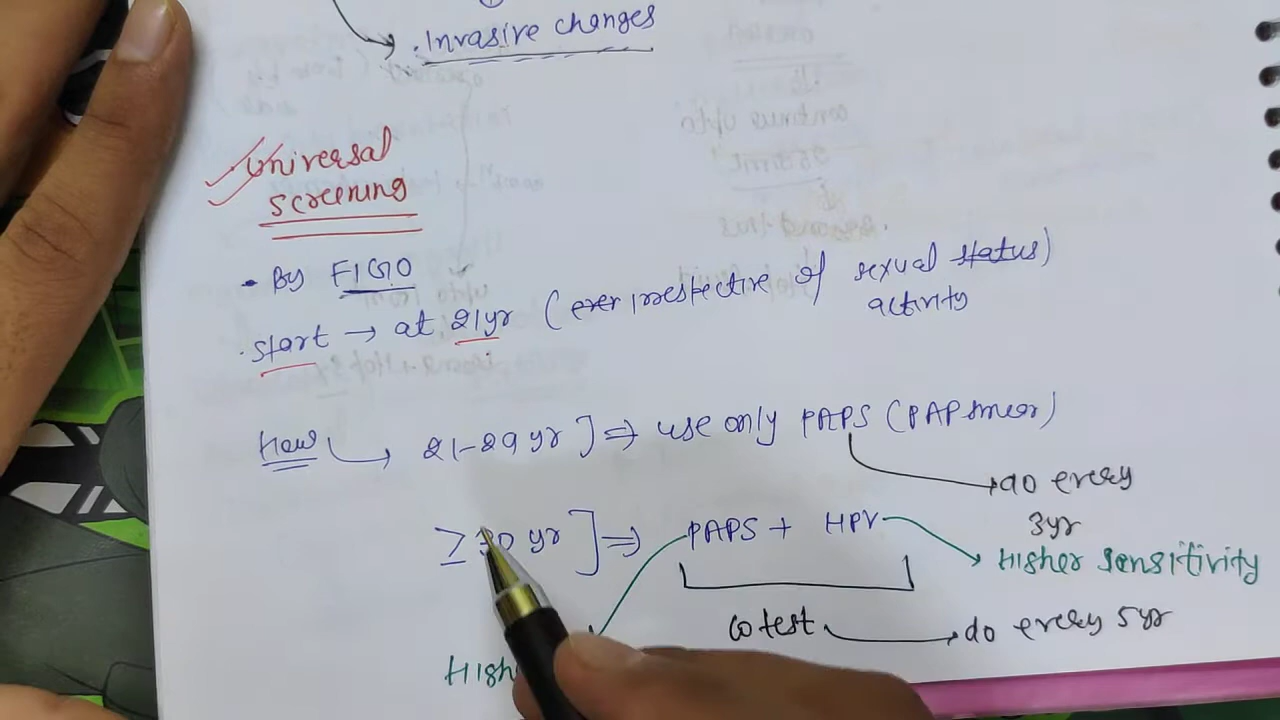 . Invasive changes
Universal
screening
• By FIGO
. start → at 21yr ( irrespective of sexual status)
activity
How → 21-29 yr ] ⇒ use only PAPS (PAP smear)
→ do every
3yr
≥ 30 yr ] ⇒ PAPS + HPV → Higher sensitivity
Cotest → do every 5yr
High